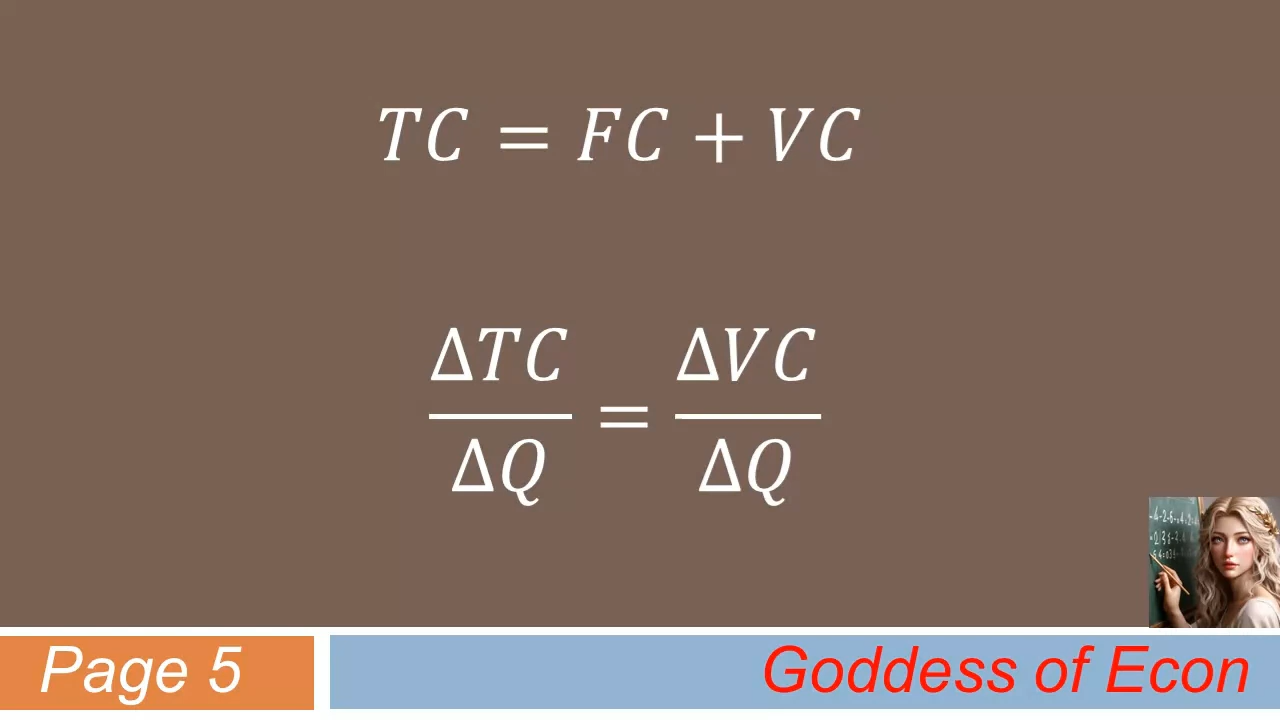 TC = FC + VC
ΔTC/ΔQ = ΔVC/ΔQ
Page 5
Goddess of Econ